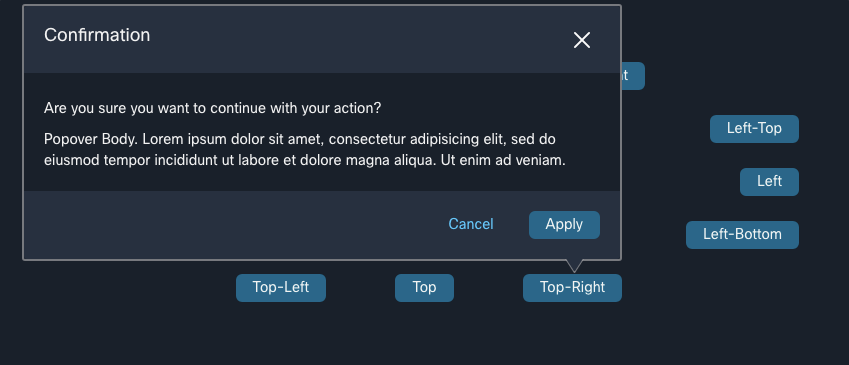 Confirmation
Are you sure you want to continue with your action?
Popover Body. Lorem ipsum dolor sit amet, consectetur adipisicing elit, sed do
eiusmod tempor incididunt ut labore et dolore magna aliqua. Ut enim ad veniam.
Cancel
Apply
Left-Top
Left
Left-Bottom
Top-Left
Top
Top-Right